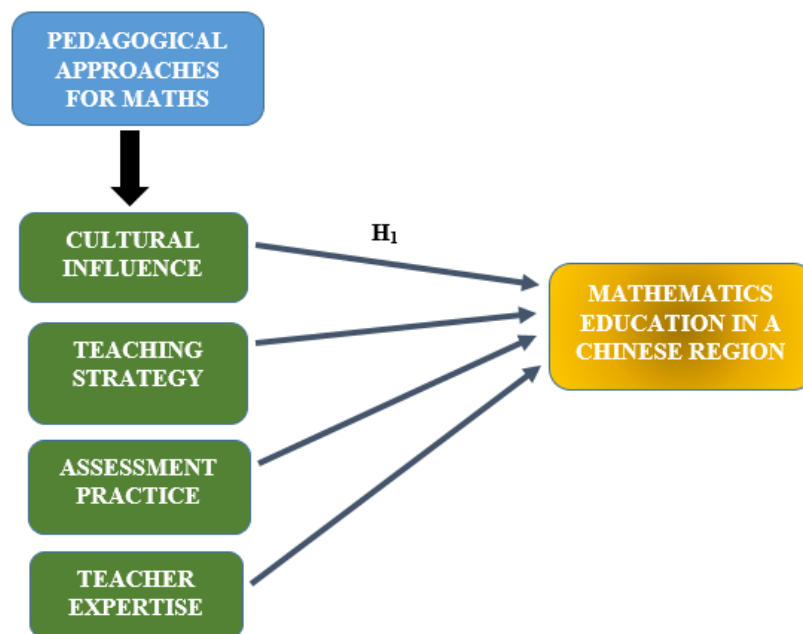 PEDAGOGICAL
APPROACHES
FOR MATHS
CULTURAL
INFLUENCE
H₁
TEACHING
STRATEGY
MATHEMATICS
EDUCATION IN A
CHINESE REGION
ASSESSMENT
PRACTICE
TEACHER
EXPERTISE